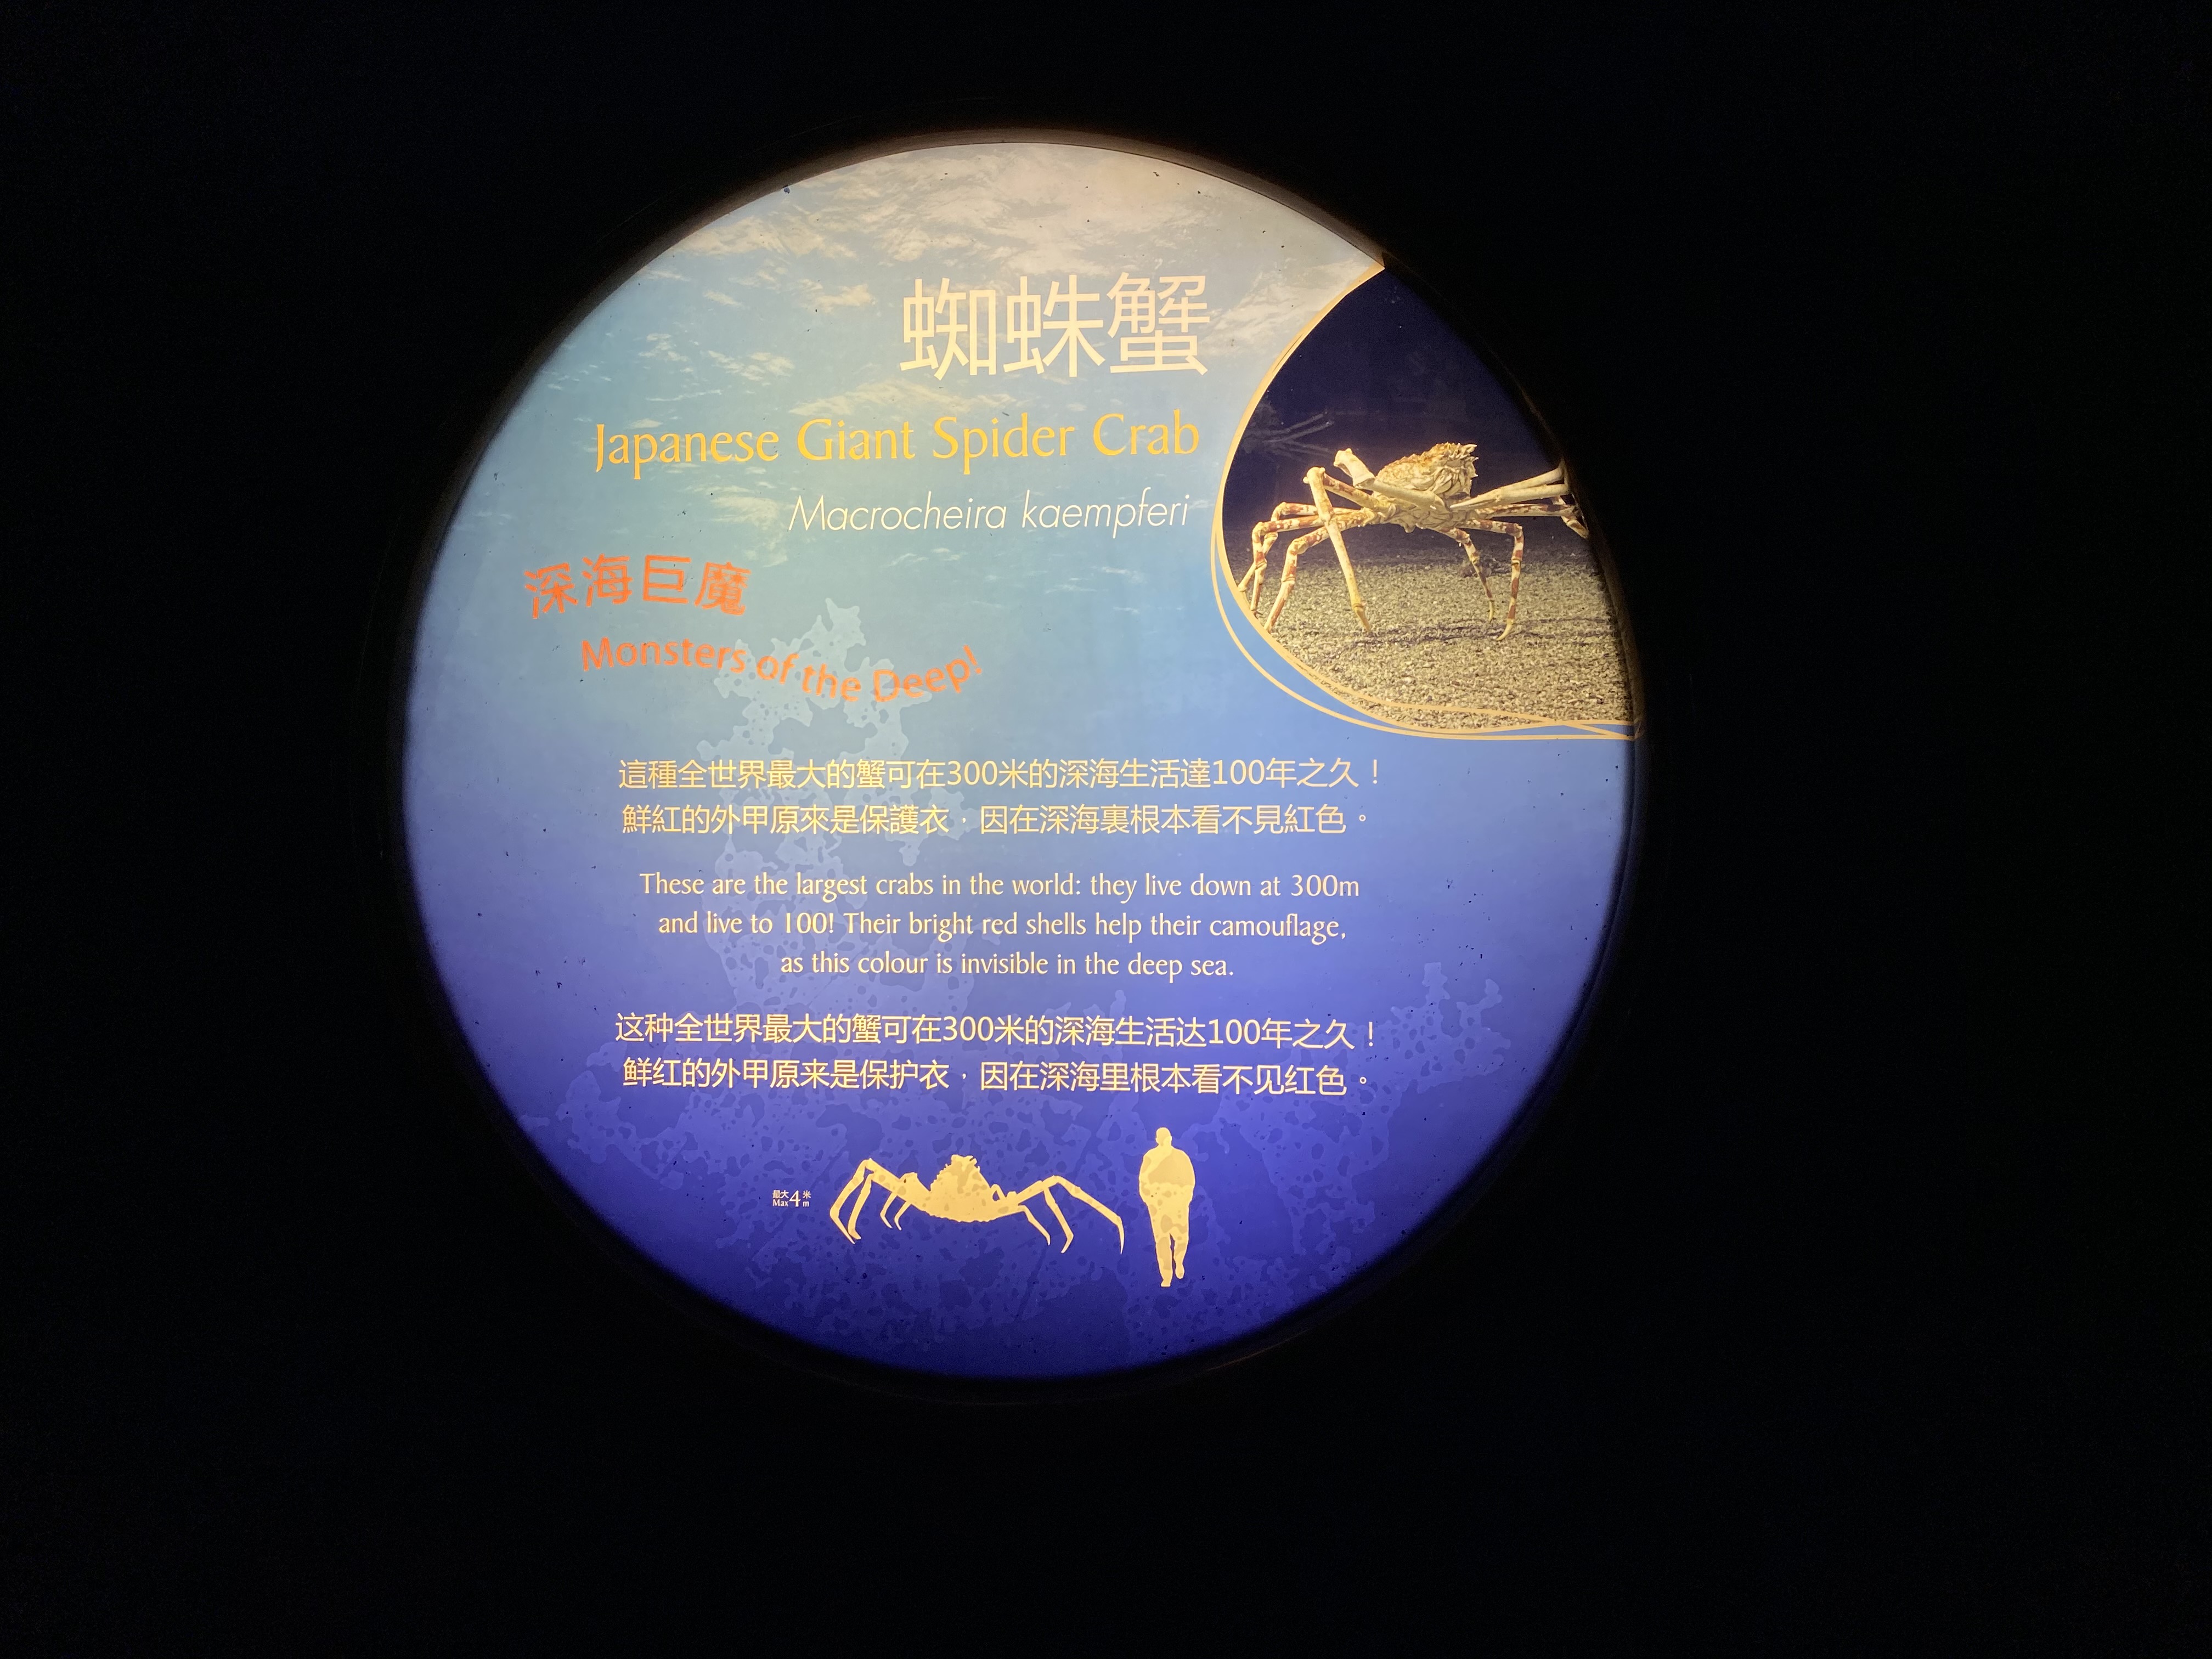 蜘蛛蟹
Japanese Giant Spider Crab
Macrocheira kaempferi
深海巨魔
Monsters of the Deep!
這種全世界最大的蟹可在300米的深海生活達100年之久！
鮮紅的外甲原來是保護衣，因在深海裏根本看不見紅色。
These are the largest crabs in the world: they live down at 300m
and live to 100! Their bright red shells help their camouflage,
as this colour is invisible in the deep sea.
这种全世界最大的蟹可在300米的深海生活达100年之久！
鲜红的外甲原来是保护衣，因在深海里根本看不见红色。
最大4米
Max 4 m